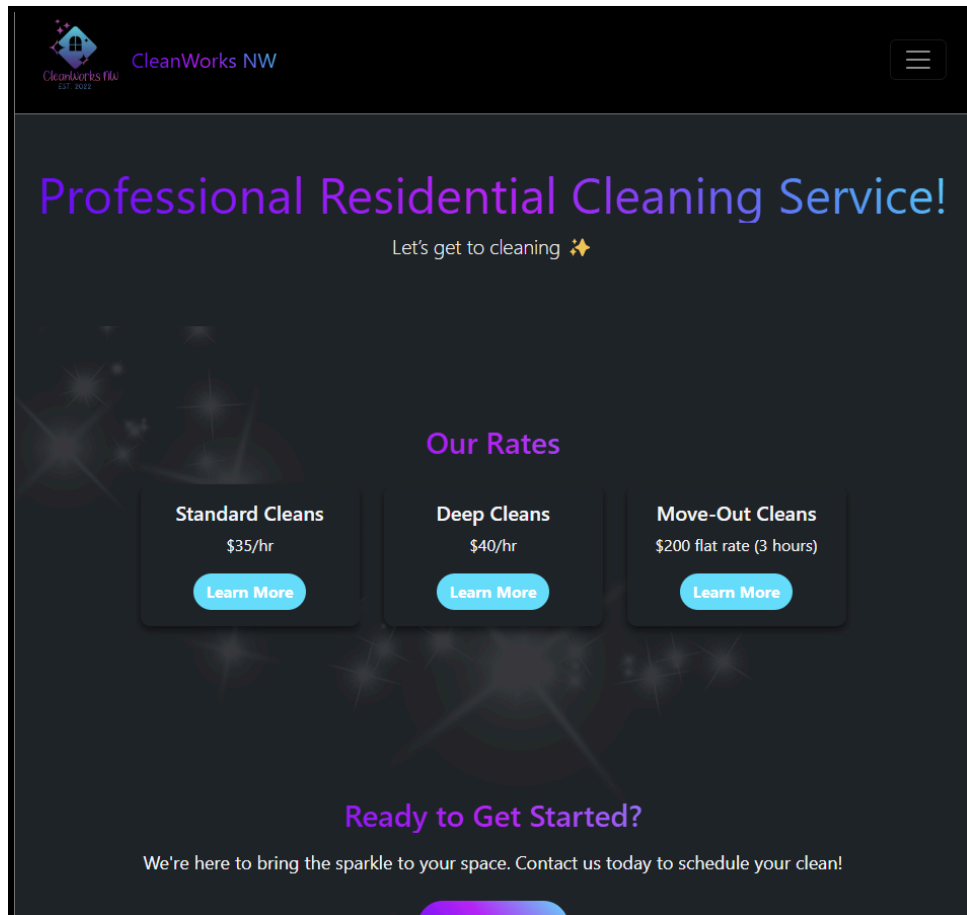 CleanWorks NW
EST. 2022
CleanWorks NW
Professional Residential Cleaning Service!
Let's get to cleaning ✨
Our Rates
Standard Cleans
$35/hr
Learn More
Deep Cleans
$40/hr
Learn More
Move-Out Cleans
$200 flat rate (3 hours)
Learn More
Ready to Get Started?
We're here to bring the sparkle to your space. Contact us today to schedule your clean!